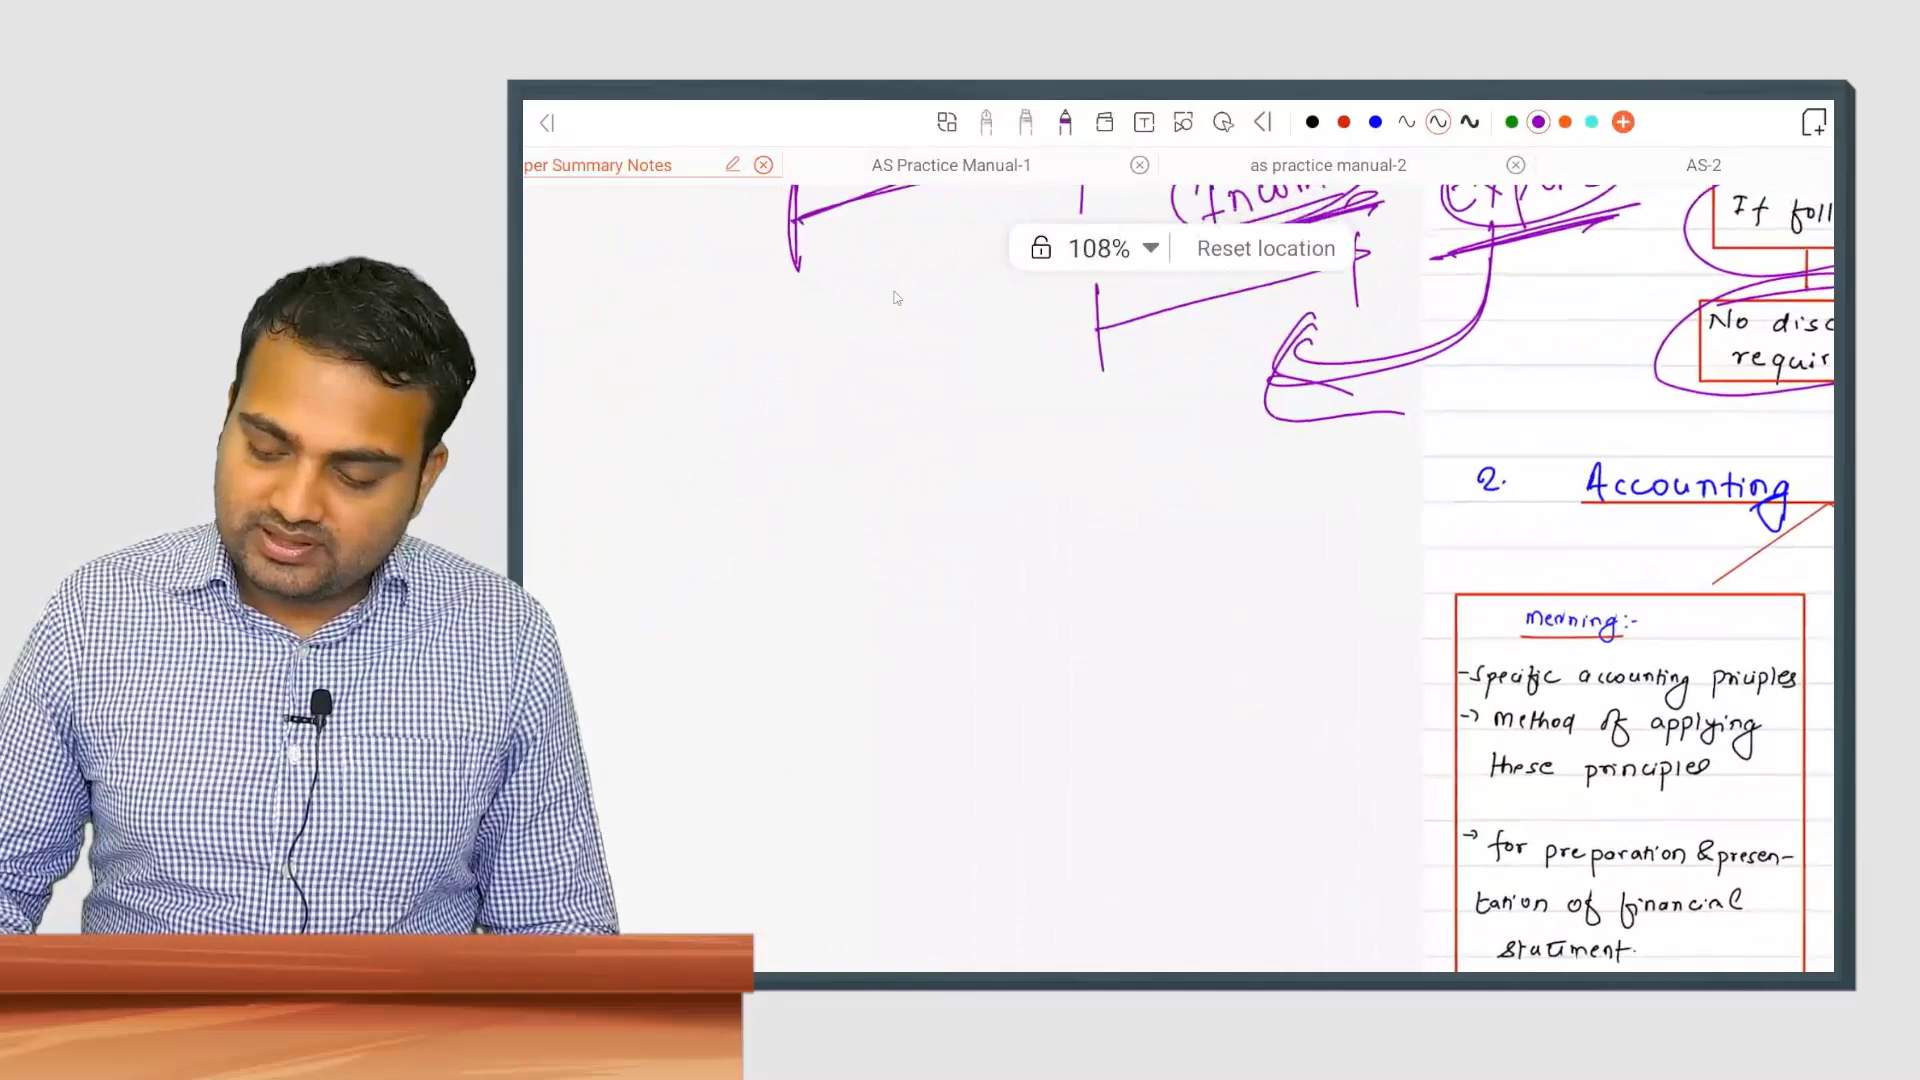 per Summary Notes
AS Practice Manual-1
as practice manual-2
AS-2
If foll
108%
Reset location
No disc
requir
2. Accounting
Meaning:-
-Specific accounting priciples
→ method of applying
these principles
→ for preparation & presen-
tation of financial
statment.